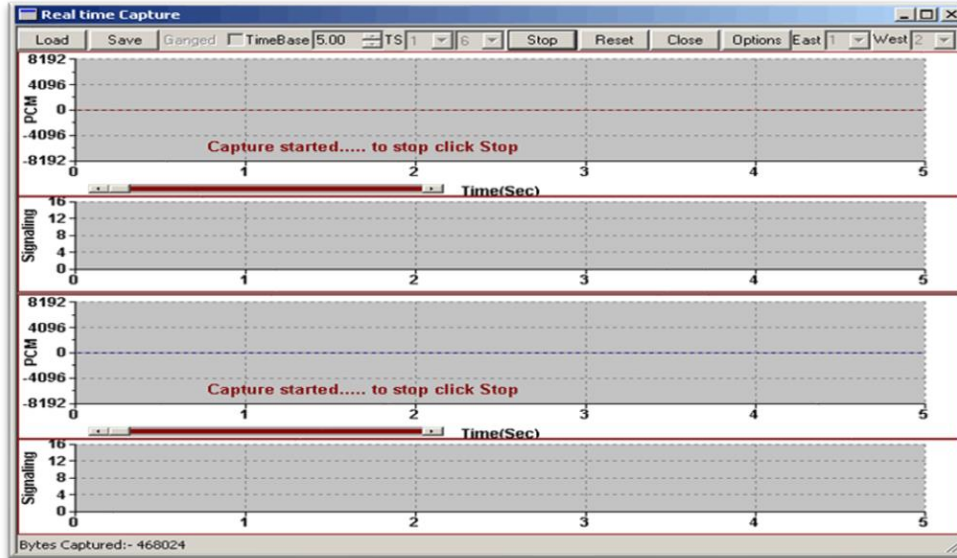 Real time Capture
Load Save Ganged TimeBase 5.00 TS 1 6 Stop Reset Close Options East 1 West 2
8192
4096
0
-4096
-8192
PCM
Capture started..... to stop click Stop
0 1 2 3 4 5
Time(Sec)
16
12
8
4
0
Signaling
0 1 2 3 4 5
8192
4096
0
-4096
-8192
PCM
Capture started..... to stop click Stop
0 1 2 3 4 5
Time(Sec)
16
12
8
4
0
Signaling
0 1 2 3 4 5
Bytes Captured:- 468024